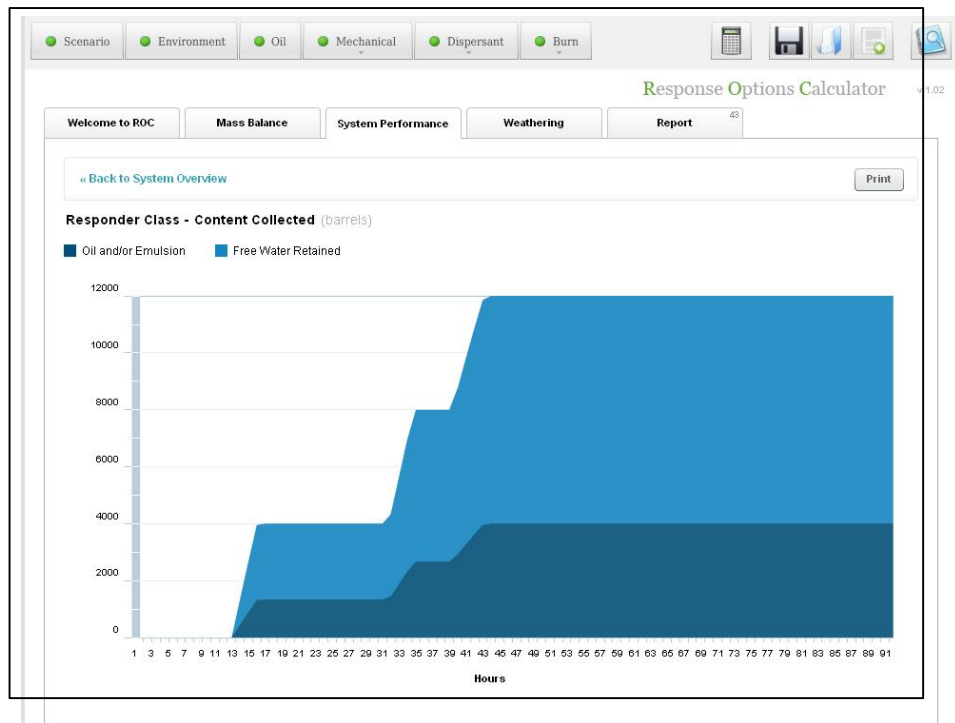 Scenario Environment Oil Mechanical Dispersant Burn
Response Options Calculator v 1.02
Welcome to ROC Mass Balance System Performance Weathering Report 43
« Back to System Overview Print
Responder Class - Content Collected (barrels)
Oil and/or Emulsion Free Water Retained
12000
10000
8000
6000
4000
2000
0
1 3 5 7 9 11 13 15 17 19 21 23 25 27 29 31 33 35 37 39 41 43 45 47 49 51 53 55 57 59 61 63 65 67 69 71 73 75 77 79 81 83 85 87 89 91
Hours